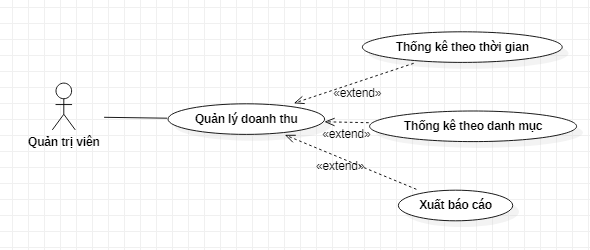 Thống kê theo thời gian
«extend»
Quản lý doanh thu
Thống kê theo danh mục
«extend»
Quản trị viên
«extend»
Xuất báo cáo